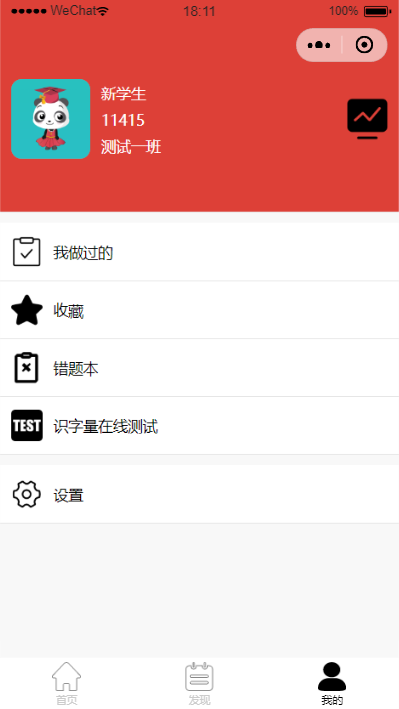 WeChat 18:11 100%
新学生
11415
测试一班
我做过的
收藏
错题本
TEST 识字量在线测试
设置
首页 发现 我的